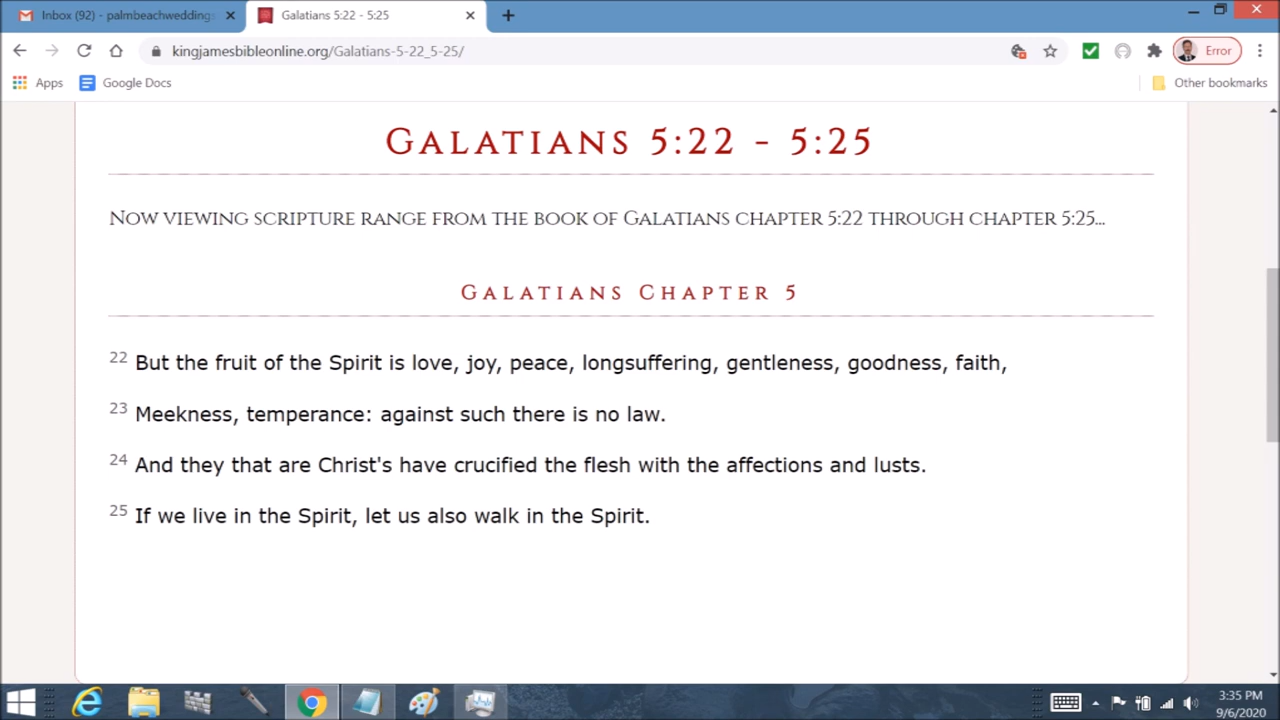 Inbox (92) - palmbeachwedding
Galatians 5:22 - 5:25
kingjamesbibleonline.org/Galatians-5-22_5-25/
Error
Apps
Google Docs
Other bookmarks
Galatians 5:22 - 5:25
Now viewing scripture range from the book of Galatians chapter 5:22 through chapter 5:25...
Galatians Chapter 5
22 But the fruit of the Spirit is love, joy, peace, longsuffering, gentleness, goodness, faith,
23 Meekness, temperance: against such there is no law.
24 And they that are Christ's have crucified the flesh with the affections and lusts.
25 If we live in the Spirit, let us also walk in the Spirit.
3:35 PM
9/6/2020